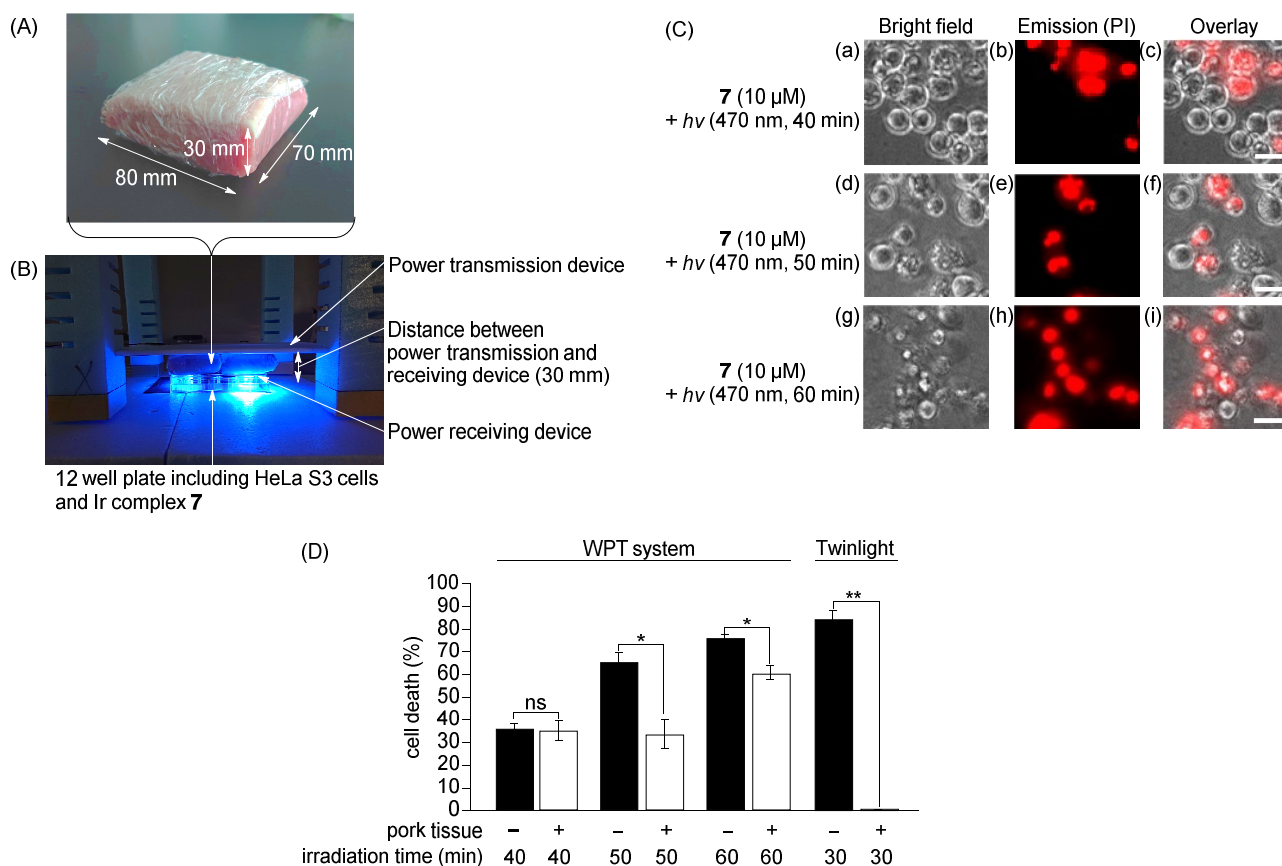 (A)
30 mm
70 mm
80 mm
(B)
Power transmission device
Distance between
power transmission and
receiving device (30 mm)
Power receiving device
12 well plate including HeLa S3 cells
and Ir complex 7
(C)
Bright field
Emission (PI)
Overlay
(a)
(b)
(c)
7 (10 μM)
+ hν (470 nm, 40 min)
(d)
(e)
(f)
7 (10 μM)
+ hν (470 nm, 50 min)
(g)
(h)
(i)
7 (10 μM)
+ hν (470 nm, 60 min)
(D)
WPT system
Twinlight
cell death (%)
100
90
80
70
60
50
40
30
20
10
0
ns
*
*
**
pork tissue − + − + − + − +
irradiation time (min) 40 40 50 50 60 60 30 30